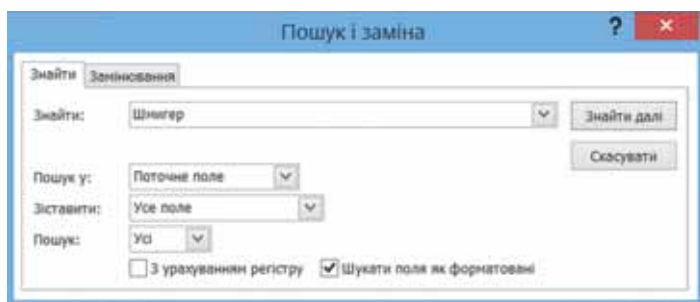 Пошук і заміна
?
Знайти Замінювання
Знайти: Шнигер Знайти далі
Скасувати
Пошук у: Поточне поле
Зіставити: Усе поле
Пошук: Усі
З урахуванням регістру Шукати поля як форматовані